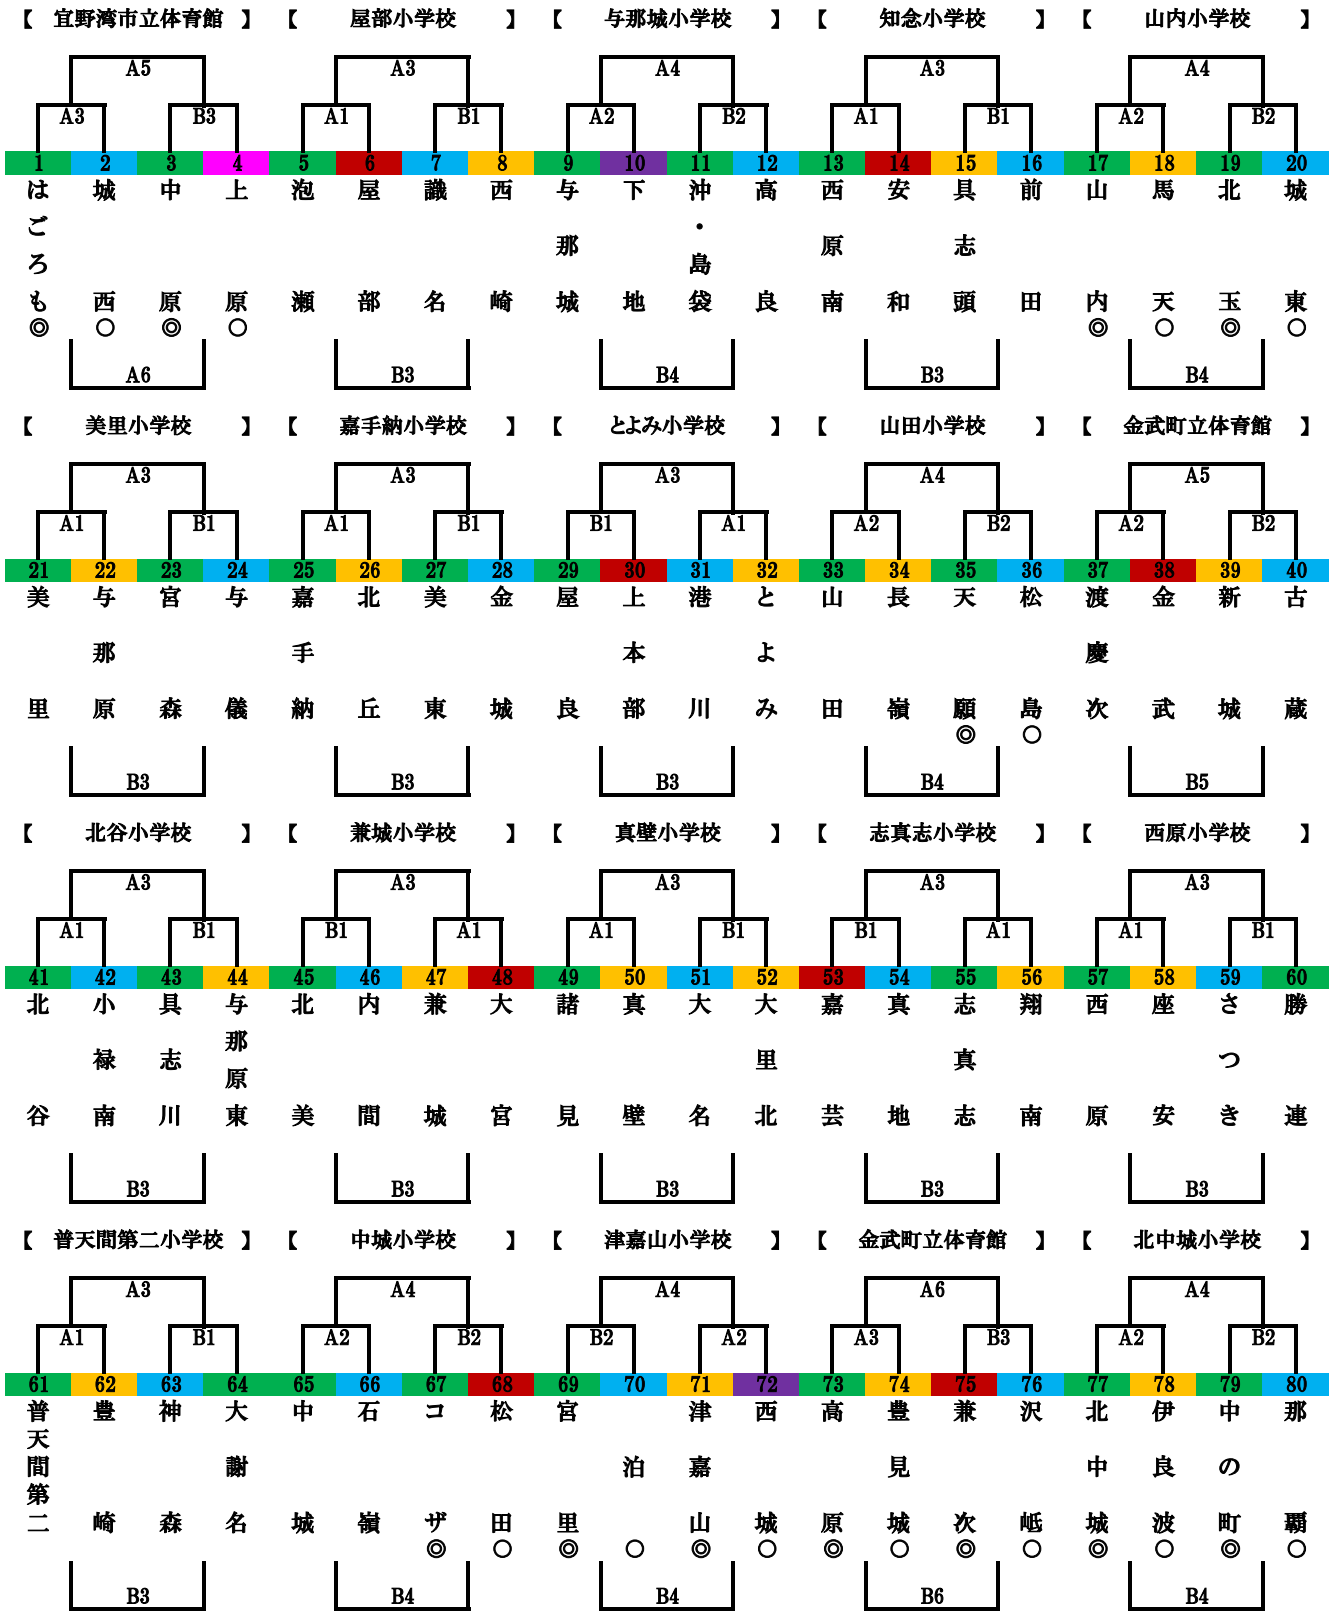 【 宜野湾市立体育館 】 【 屋部小学校 】 【 与那城小学校 】 【 知念小学校 】 【 山内小学校 】
A5 A3 A4 A3 A4
A3 B3 A1 B1 A2 B2 A1 B1 A2 B2
1 2 3 4 5 6 7 8 9 10 11 12 13 14 15 16 17 18 19 20
はごろも 城西 中原 上原 泡瀬 屋部 識名 西崎 与那城 下地 沖・島袋 高良 西原南 安和 具志頭 前田 山内 馬天 北玉 城東
◎ ○ ◎ ○ ◎ ○ ◎ ○
A6 B3 B4 B3 B4
【 美里小学校 】 【 嘉手納小学校 】 【 とよみ小学校 】 【 山田小学校 】 【 金武町立体育館 】
A3 A3 A3 A4 A5
A1 B1 A1 B1 B1 A1 A2 B2 A2 B2
21 22 23 24 25 26 27 28 29 30 31 32 33 34 35 36 37 38 39 40
美里 与那原 宮森 与儀 嘉手納 北丘 美東 金城 屋良 上本部 港川 とよみ 山田 長嶺 天願 松島 渡慶次 金武 新城 古蔵
◎ ○
B3 B3 B3 B4 B5
【 北谷小学校 】 【 兼城小学校 】 【 真壁小学校 】 【 志真志小学校 】 【 西原小学校 】
A3 A3 A3 A3 A3
A1 B1 B1 A1 A1 B1 B1 A1 A1 B1
41 42 43 44 45 46 47 48 49 50 51 52 53 54 55 56 57 58 59 60
北谷 小禄南 具志川 与那原東 北美 内間 兼城 大宮 諸見 真壁 大名 大里北 嘉芸 真地 志真志 翔南 西原 座安 さつき 勝連
B3 B3 B3 B3 B3
【 普天間第二小学校 】 【 中城小学校 】 【 津嘉山小学校 】 【 金武町立体育館 】 【 北中城小学校 】
A3 A4 A4 A6 A4
A1 B1 A2 B2 B2 A2 A3 B3 A2 B2
61 62 63 64 65 66 67 68 69 70 71 72 73 74 75 76 77 78 79 80
普天間第二 豊崎 神森 大謝名 中城 石嶺 コザ 松田 宮里 泊 津嘉山 西城 高原 豊見城 兼次 沢岻 北中城 伊良波 中の町 那覇
◎ ○ ◎ ○ ◎ ○ ◎ ○ ◎ ○ ◎ ○ ◎ ○
B3 B4 B4 B6 B4